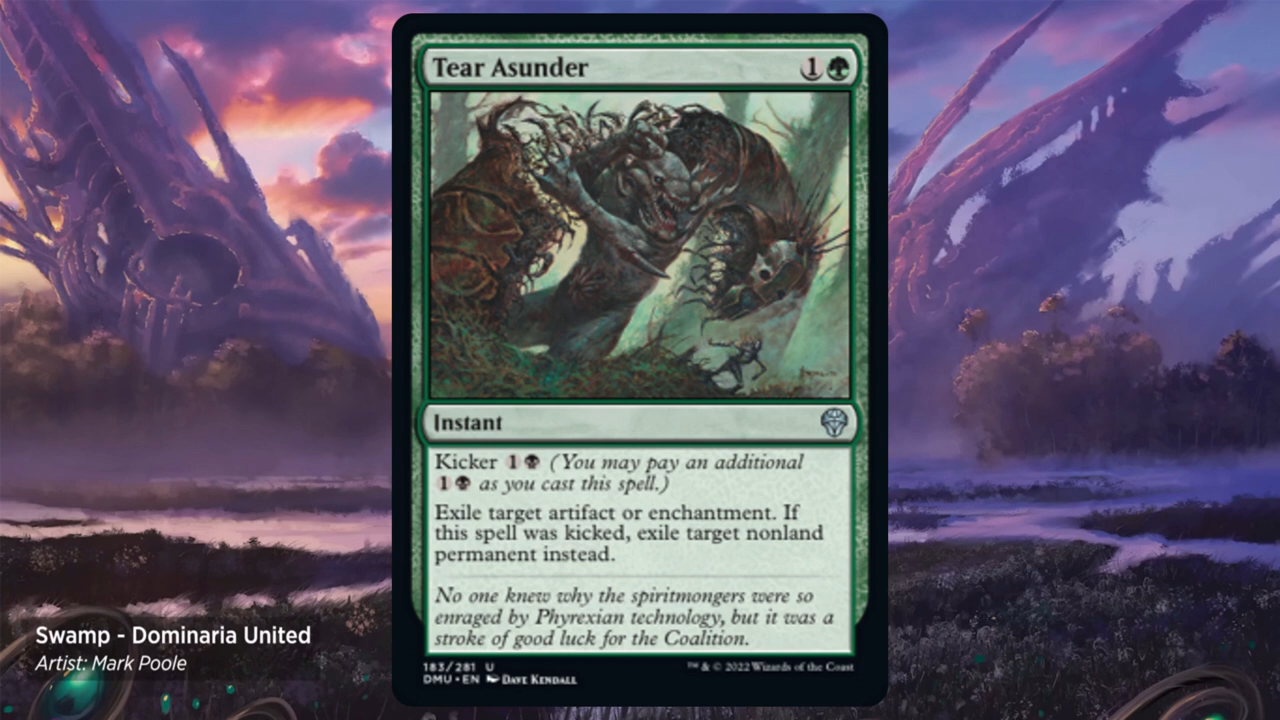 Tear Asunder 1
Instant
Kicker 1 (You may pay an additional
1 as you cast this spell.)
Exile target artifact or enchantment. If
this spell was kicked, exile target nonland
permanent instead.
No one knew why the spiritmongers were so
enraged by Phyrexian technology, but it was a
stroke of good luck for the Coalition.
183/281 U
DMU • EN Dave Kendall
™ & © 2022 Wizards of the Coast
Swamp - Dominaria United
Artist: Mark Poole